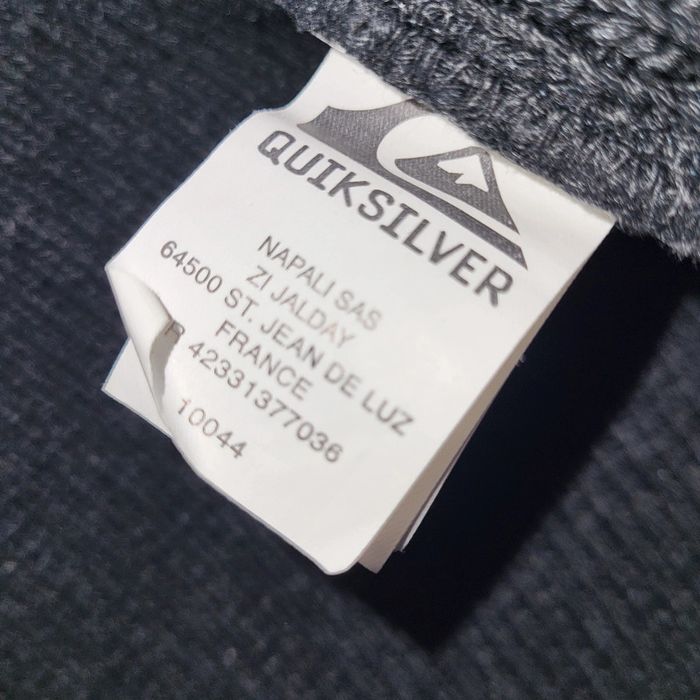 QUIKSILVER
NAPALI SAS
ZI JALDAY
64500 ST. JEAN DE LUZ
FRANCE
R 42331377036
10044